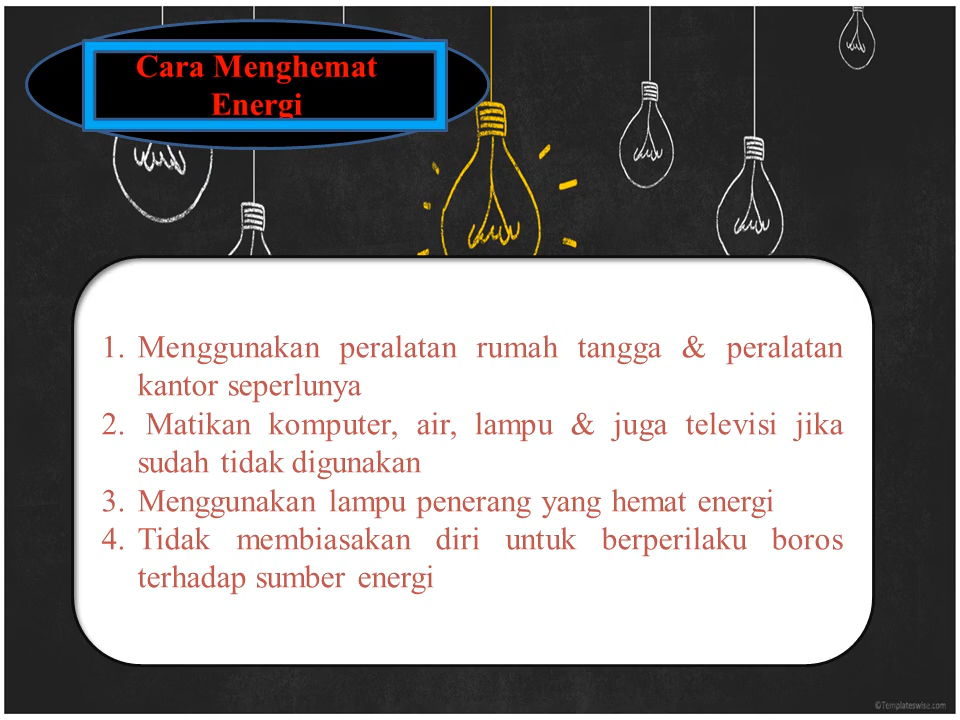 Cara Menghemat
Energi
1. Menggunakan peralatan rumah tangga & peralatan
kantor seperlunya
2. Matikan komputer, air, lampu & juga televisi jika
sudah tidak digunakan
3. Menggunakan lampu penerang yang hemat energi
4. Tidak membiasakan diri untuk berperilaku boros
terhadap sumber energi
©Templateswise.com